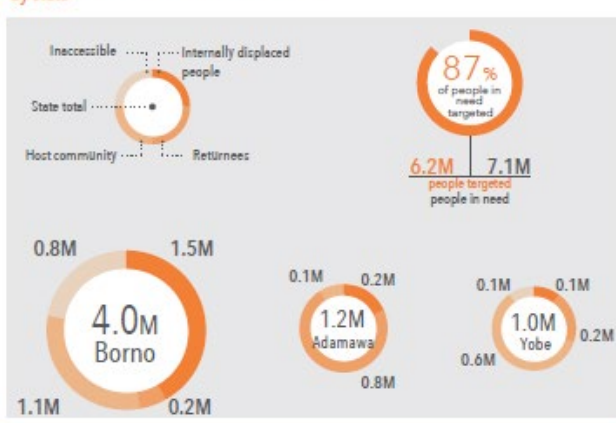 Inaccessible
Internally displaced
people
State total
Host community
Returnees
87%
of people in
need
targeted
6.2M 7.1M
people targeted
people in need
0.8M 1.5M
4.0M
Borno
1.1M 0.2M
0.1M 0.2M
1.2M
Adamawa
0.8M
0.1M 0.1M
1.0M
Yobe
0.2M
0.6M